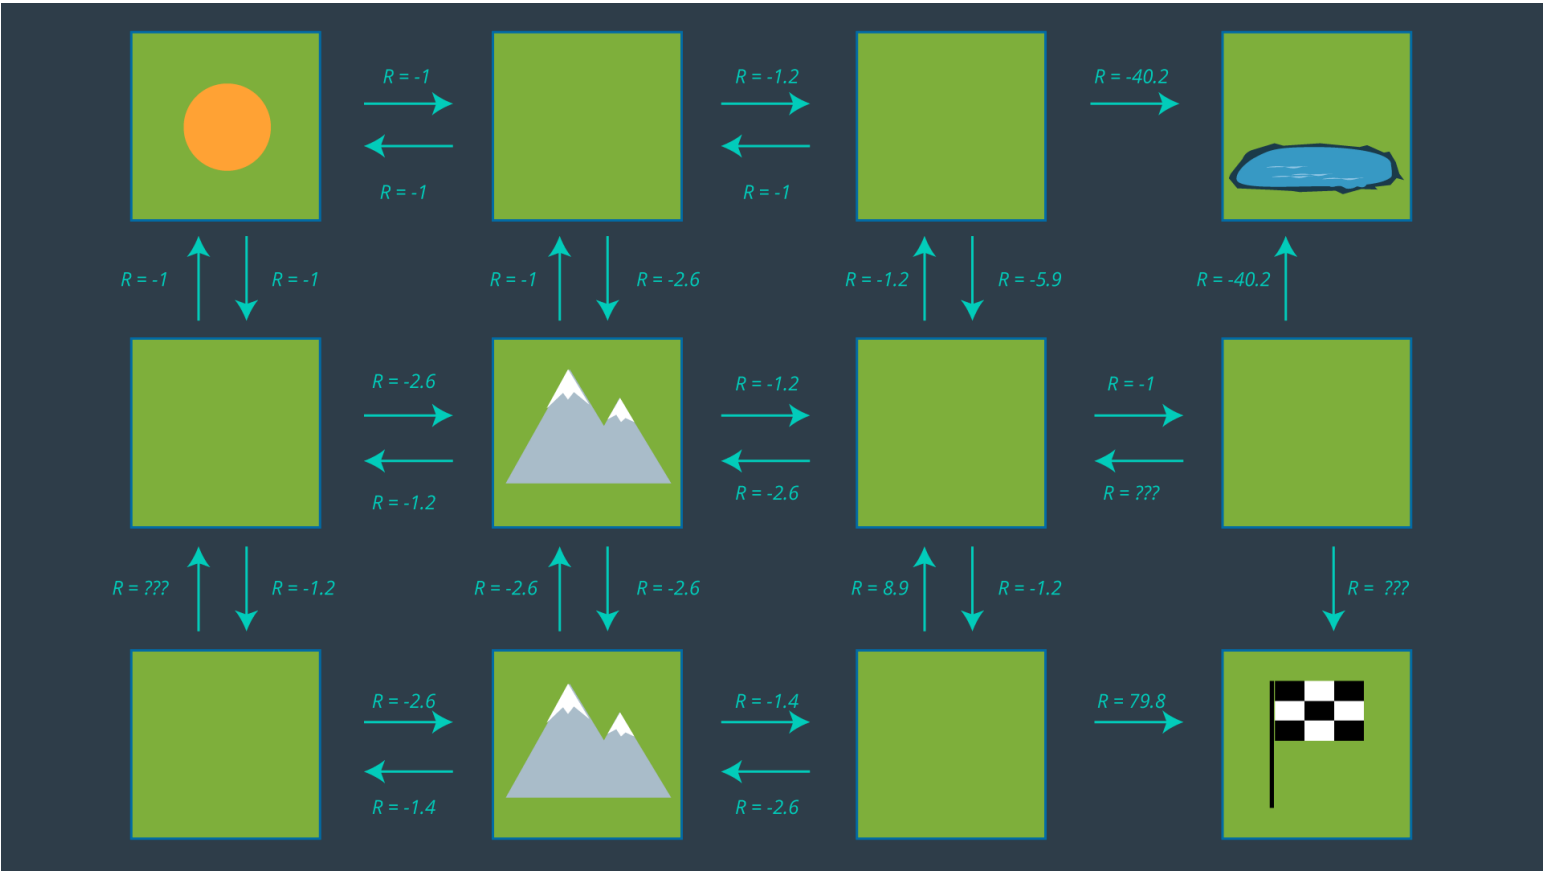 R = -1
R = -1.2
R = -40.2
R = -1
R = -1
R = -1
R = -1
R = -1
R = -2.6
R = -1.2
R = -5.9
R = -40.2
R = -2.6
R = -1.2
R = -1
R = -1.2
R = -2.6
R = ???
R = ???
R = -1.2
R = -2.6
R = -2.6
R = 8.9
R = -1.2
R = ???
R = -2.6
R = -1.4
R = 79.8
R = -1.4
R = -2.6